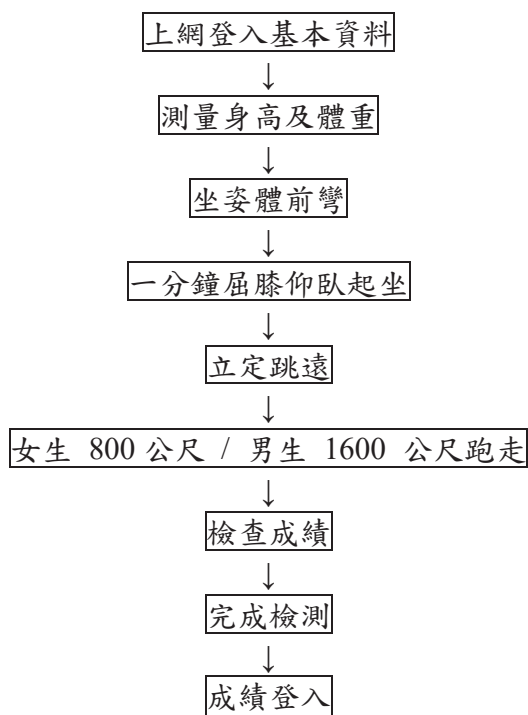 上網登入基本資料
↓
測量身高及體重
↓
坐姿體前彎
↓
一分鐘屈膝仰臥起坐
↓
立定跳遠
↓
女生 800 公尺 / 男生 1600 公尺跑走
↓
檢查成績
↓
完成檢測
↓
成績登入